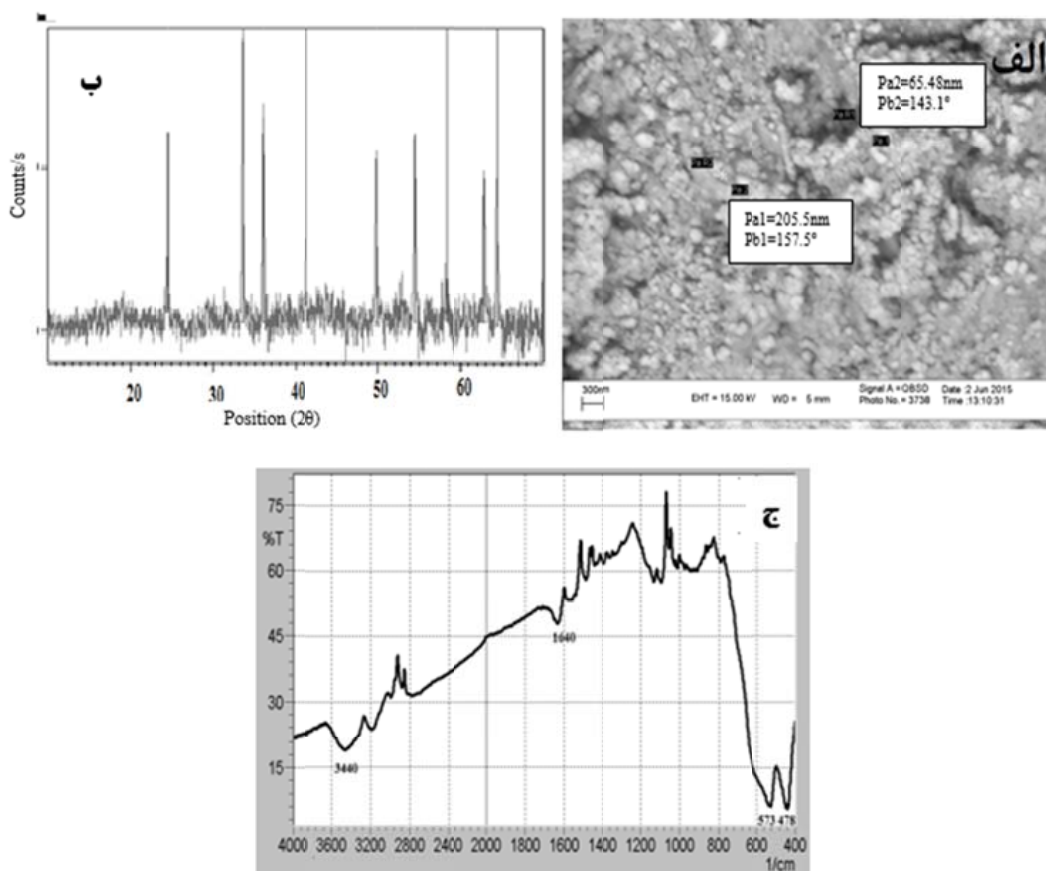 ب
Counts/s
20
30
40
50
60
Position (2θ)
الف
Pa2=65.48nm
Pb2=143.1°
Pa1=205.5nm
Pb1=157.5°
300nm
EHT = 15.00 kV
WD = 5 mm
Signal A = QBSD
Photo No. = 3738
Date :2 Jun 2015
Time :13:10:31
ج
75
%T
60
45
30
15
3440
1640
573 478
4000 3600 3200 2800 2400 2000 1800 1600 1400 1200 1000 800 600 400
1/cm